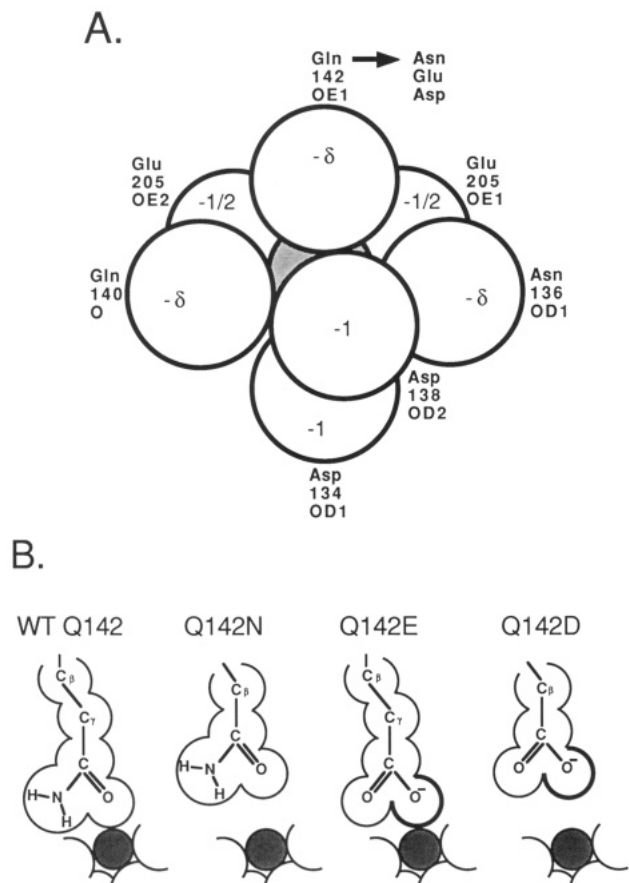 A.
Gln Asn
142 Glu
OE1 Asp
-δ
Glu
205
OE2
-1/2
-1/2
Glu
205
OE1
Gln
140
O
-δ
-δ
Asn
136
OD1
-1
Asp
138
OD2
-1
Asp
134
OD1
B.
WT Q142 Q142N Q142E Q142D
Cβ Cβ Cβ Cβ
Cγ Cγ
C C C C
H-N O H-N O O O⁻ O O⁻
H H